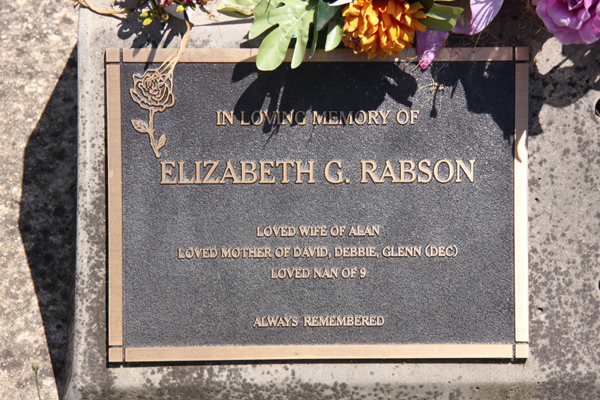 IN LOVING MEMORY OF
ELIZABETH G. RABSON
LOVED WIFE OF ALAN
LOVED MOTHER OF DAVID, DEBBIE, GLENN (DEC)
LOVED NAN OF 9
ALWAYS REMEMBERED